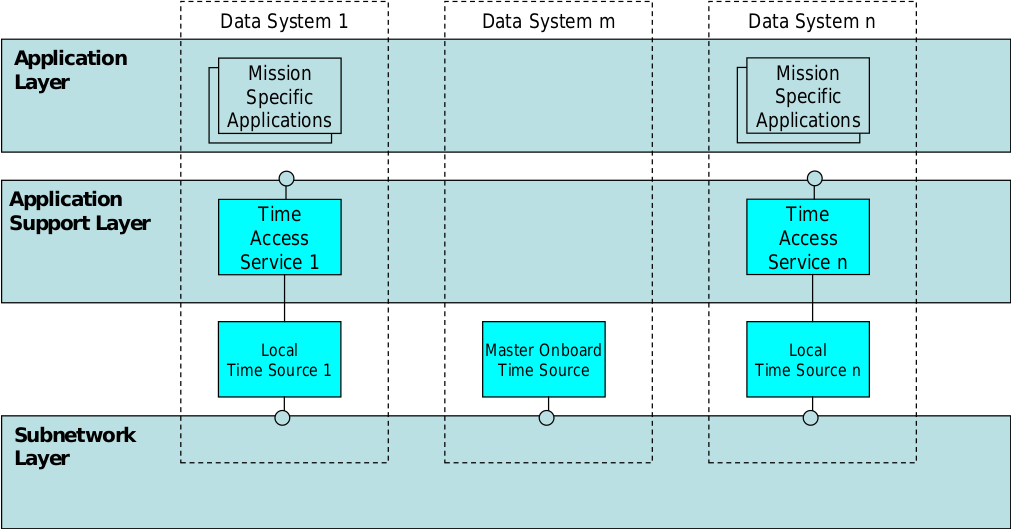 Data System 1
Data System m
Data System n
Application
Layer
Mission
Specific
Applications
Mission
Specific
Applications
Application
Support Layer
Time
Access
Service 1
Time
Access
Service n
Local
Time Source 1
Master Onboard
Time Source
Local
Time Source n
Subnetwork
Layer